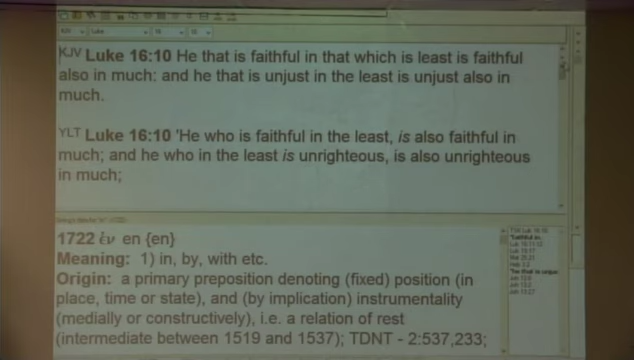 KJV Luke 16:10 He that is faithful in that which is least is faithful
also in much: and he that is unjust in the least is unjust also in
much.
YLT Luke 16:10 'He who is faithful in the least, is also faithful in
much; and he who in the least is unrighteous, is also unrighteous
in much;
1722 ἐν en {en}
Meaning: 1) in, by, with etc.
Origin: a primary preposition denoting (fixed) position (in
place, time or state), and (by implication) instrumentality
(medially or constructively), i.e. a relation of rest
(intermediate between 1519 and 1537); TDNT - 2:537,233;